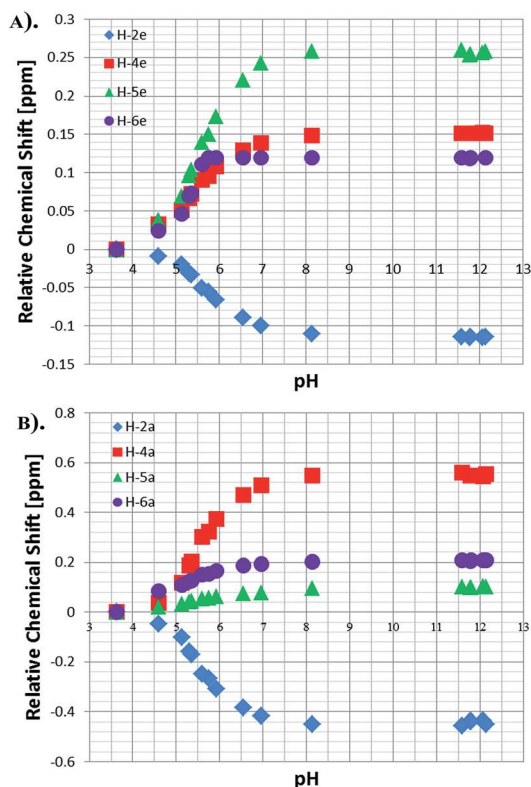 A).
H-2e
H-4e
H-5e
H-6e
0.3
0.25
0.2
0.15
0.1
0.05
0
-0.05
-0.1
-0.15
3 4 5 6 7 8 9 10 11 12 13
Relative Chemical Shift [ppm]
pH
B).
H-2a
H-4a
H-5a
H-6a
0.8
0.6
0.4
0.2
0
-0.2
-0.4
-0.6
3 4 5 6 7 8 9 10 11 12 13
Relative Chemical Shift [ppm]
pH